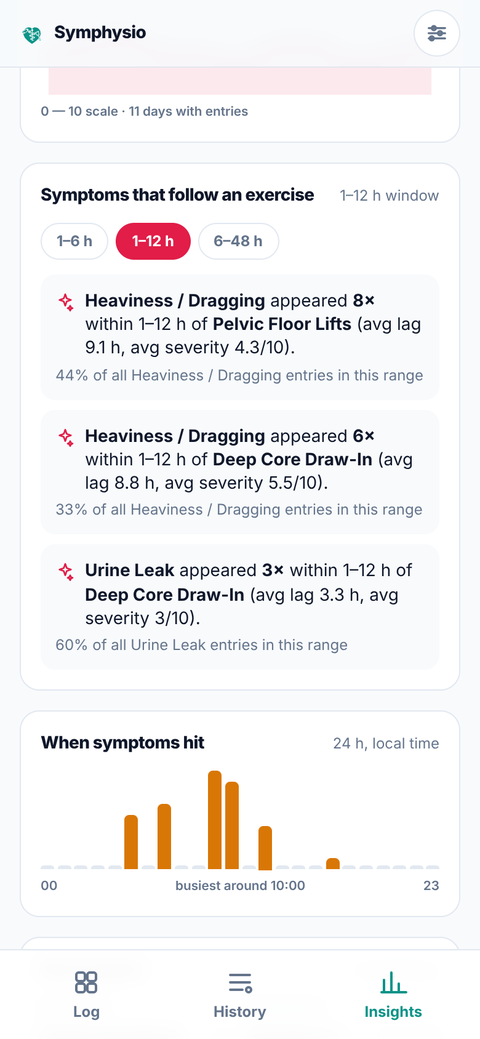 Symphysio
0 — 10 scale · 11 days with entries
Symptoms that follow an exercise
1–12 h window
1–6 h
1–12 h
6–48 h
Heaviness / Dragging appeared 8×
within 1–12 h of Pelvic Floor Lifts (avg lag
9.1 h, avg severity 4.3/10).
44% of all Heaviness / Dragging entries in this range
Heaviness / Dragging appeared 6×
within 1–12 h of Deep Core Draw-In (avg
lag 8.8 h, avg severity 5.5/10).
33% of all Heaviness / Dragging entries in this range
Urine Leak appeared 3× within 1–12 h of
Deep Core Draw-In (avg lag 3.3 h, avg
severity 3/10).
60% of all Urine Leak entries in this range
When symptoms hit
24 h, local time
00
busiest around 10:00
23
Log
History
Insights